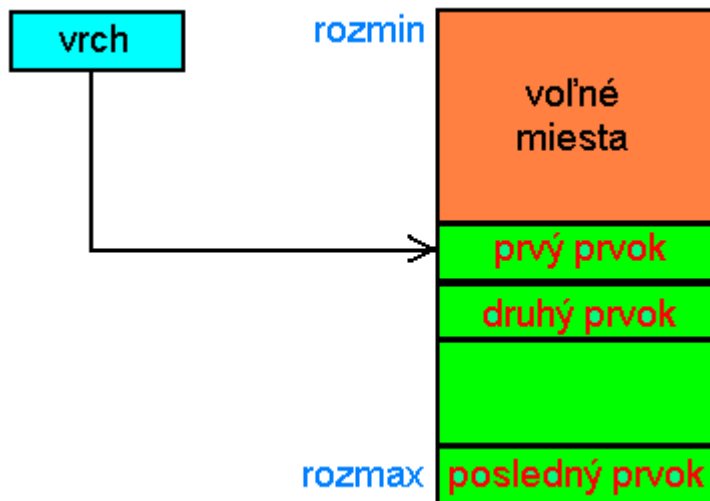 vrch
rozmin
voľné
miesta
prvý prvok
druhý prvok
rozmax
posledný prvok